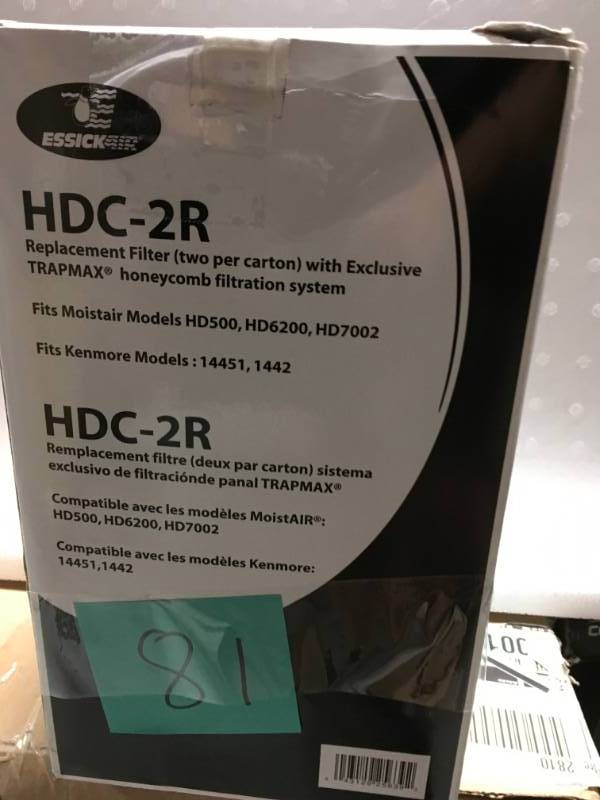 ESSICKAIR
HDC-2R
Replacement Filter (two per carton) with Exclusive
TRAPMAX® honeycomb filtration system
Fits Moistair Models HD500, HD6200, HD7002
Fits Kenmore Models : 14451, 1442
HDC-2R
Remplacement filtre (deux par carton) sistema
exclusivo de filtraciónde panal TRAPMAX®
Compatible avec les modèles MoistAIR®:
HD500, HD6200, HD7002
Compatible avec les modèles Kenmore:
14451,1442
81
2810